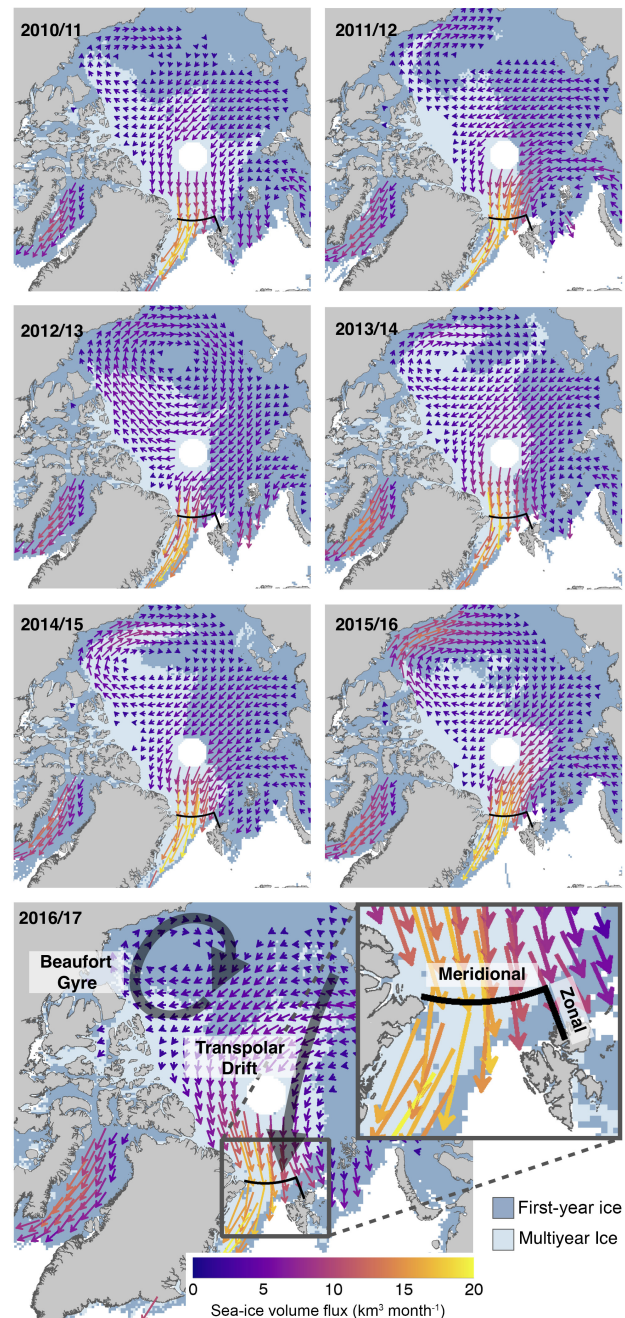 2010/11
2011/12
2012/13
2013/14
2014/15
2015/16
2016/17
Beaufort
Gyre
Transpolar
Drift
Meridional
Zonal
First-year ice
Multiyear Ice
0 5 10 15 20
Sea-ice volume flux (km³ month⁻¹)